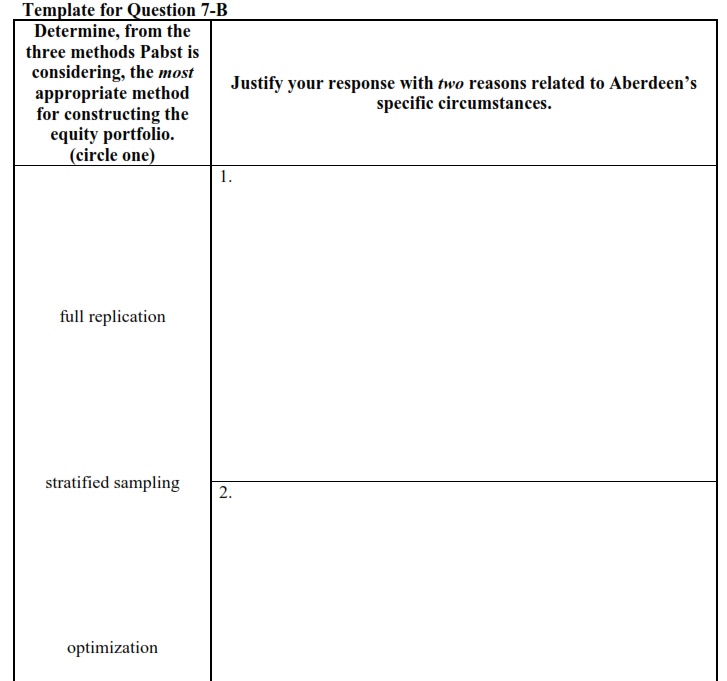 Template for Question 7-B
Determine, from the
three methods Pabst is
considering, the most
appropriate method
for constructing the
equity portfolio.
(circle one)
Justify your response with two reasons related to Aberdeen’s
specific circumstances.
full replication
stratified sampling
optimization
1.
2.